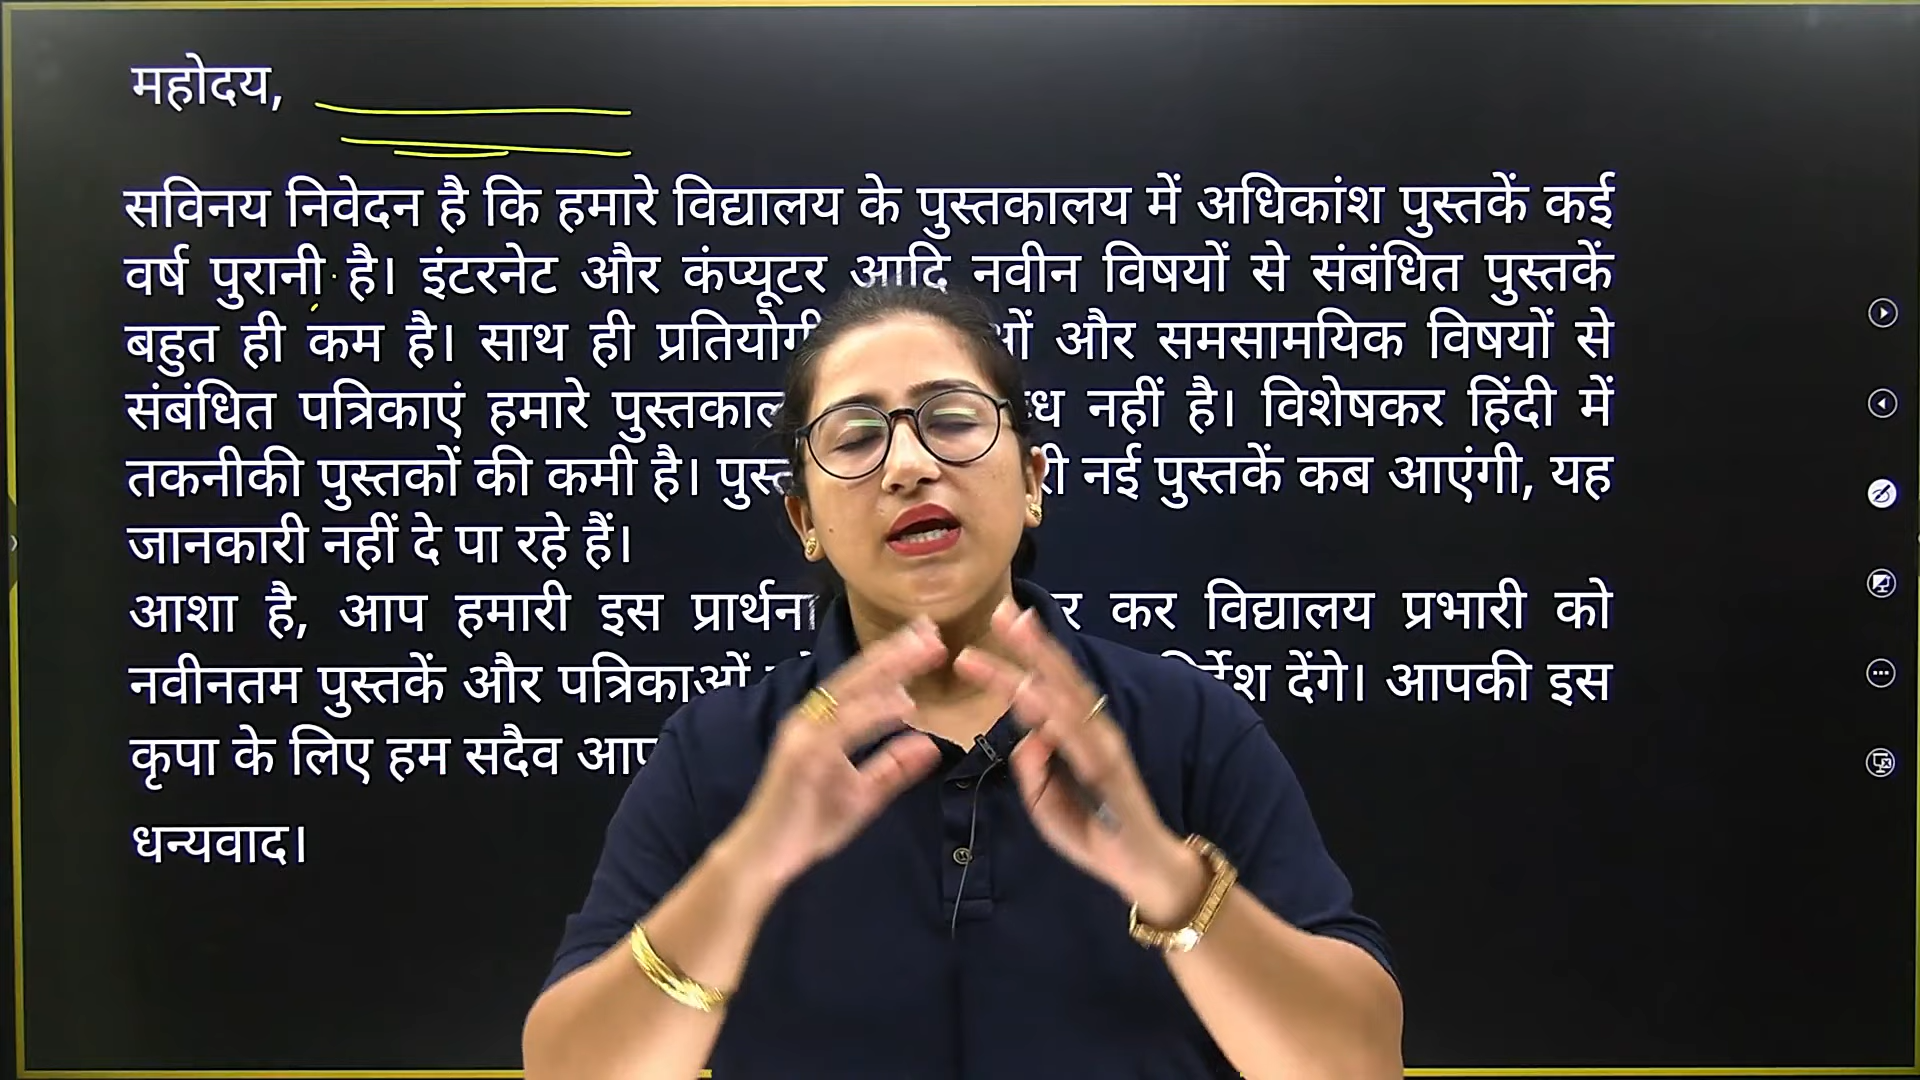 महोदय,
सविनय निवेदन है कि हमारे विद्यालय के पुस्तकालय में अधिकांश पुस्तकें कई
वर्ष पुरानी है। इंटरनेट और कंप्यूटर आदि नवीन विषयों से संबंधित पुस्तकें
बहुत ही कम है। साथ ही और समसामयिक विषयों से
संबंधित पत्रिकाएं हमारे नहीं है। विशेषकर हिंदी में
तकनीकी पुस्तकों की कमी है। नई पुस्तकें कब आएंगी, यह
जानकारी नहीं दे पा रहे हैं।
आशा है, आप हमारी इस कर विद्यालय प्रभारी को
नवीनतम पुस्तकें और पत्रिकाओं देंगे। आपकी इस
कृपा के लिए हम सदैव
धन्यवाद।